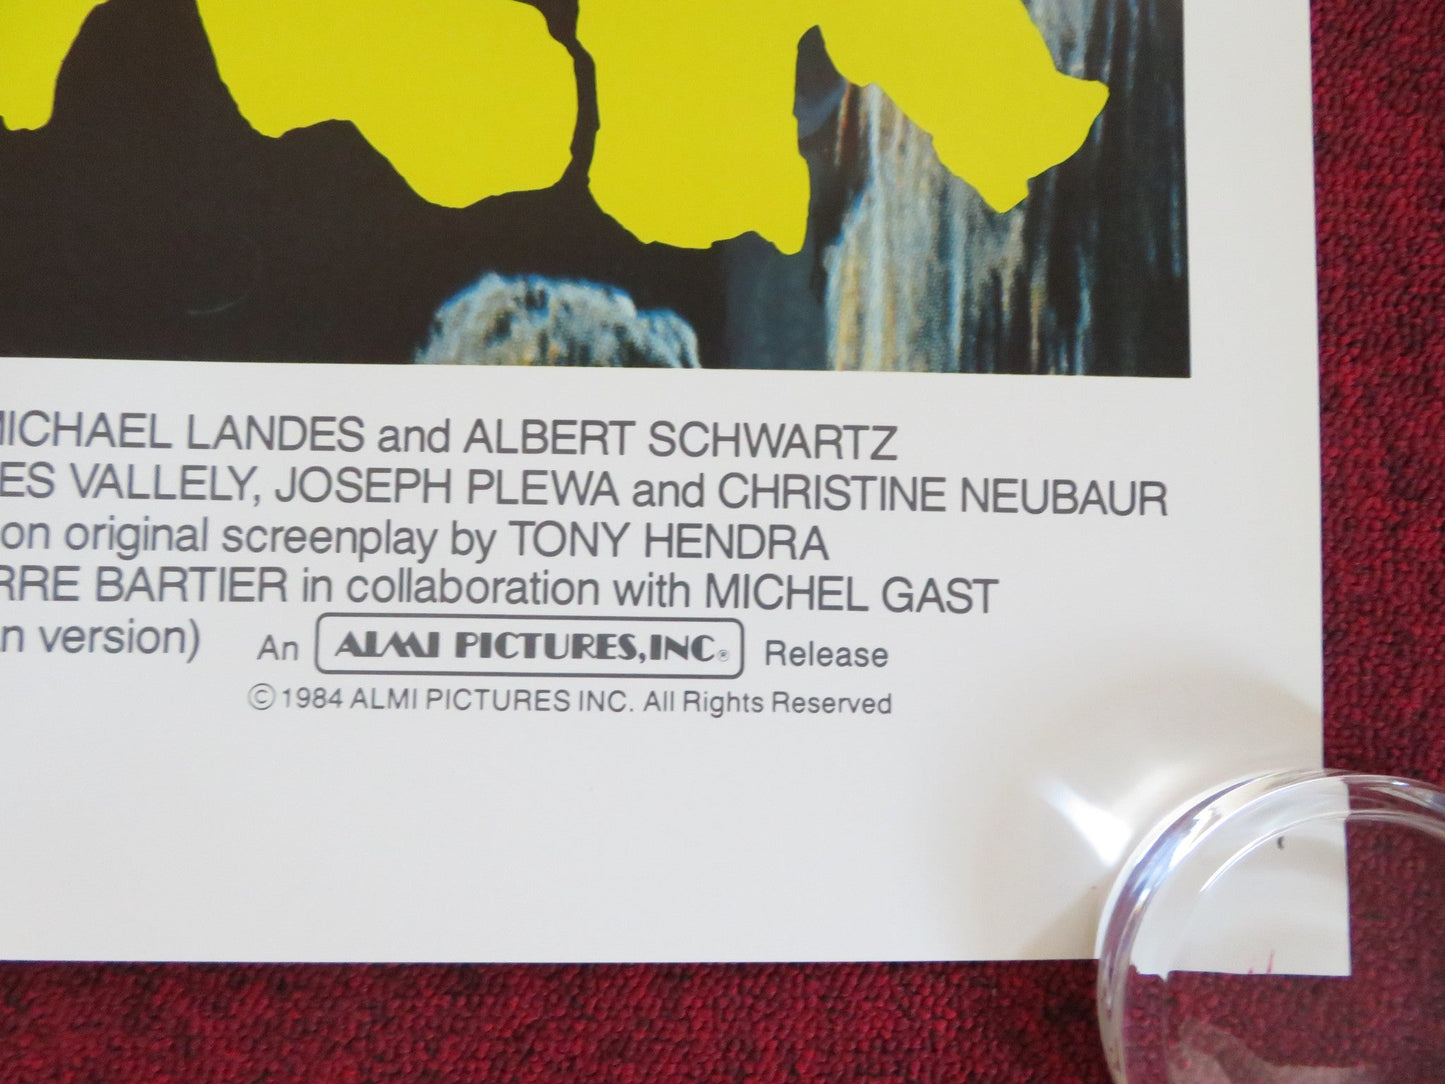 MICHAEL LANDES and ALBERT SCHWARTZ
ES VALLELY, JOSEPH PLEWA and CHRISTINE NEUBAUR
on original screenplay by TONY HENDRA
RRE BARTIER in collaboration with MICHEL GAST
n version) An ALMI PICTURES, INC.® Release
©1984 ALMI PICTURES INC. All Rights Reserved